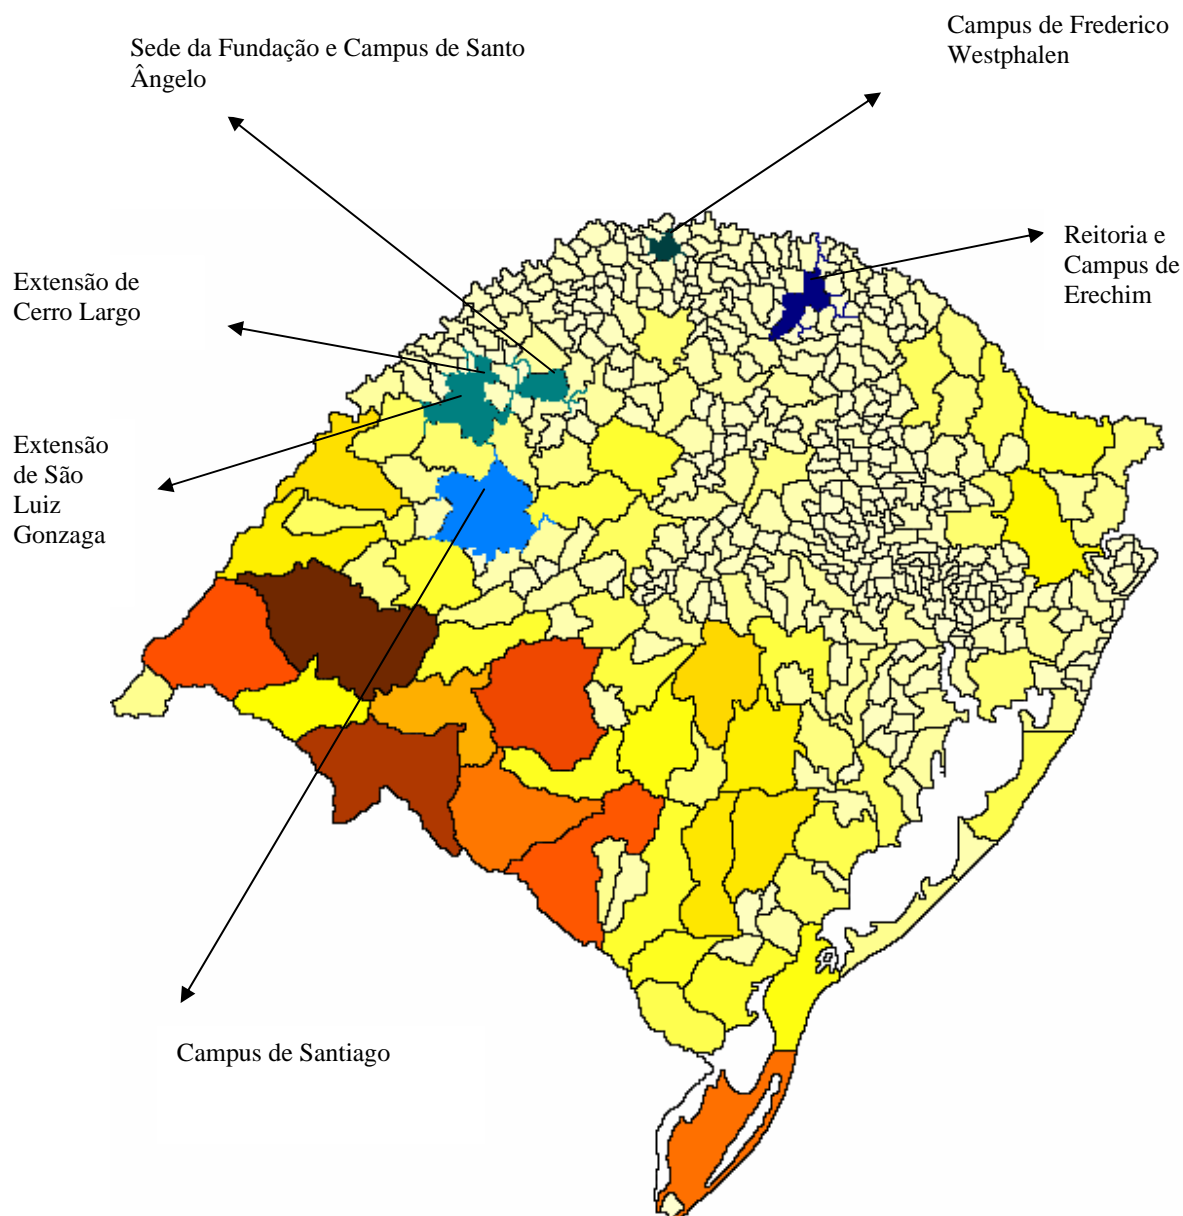 Campus de Frederico
Westphalen
Sede da Fundação e Campus de Santo
Ângelo
Reitoria e
Campus de
Erechim
Extensão de
Cerro Largo
Extensão
de São
Luiz
Gonzaga
Campus de Santiago